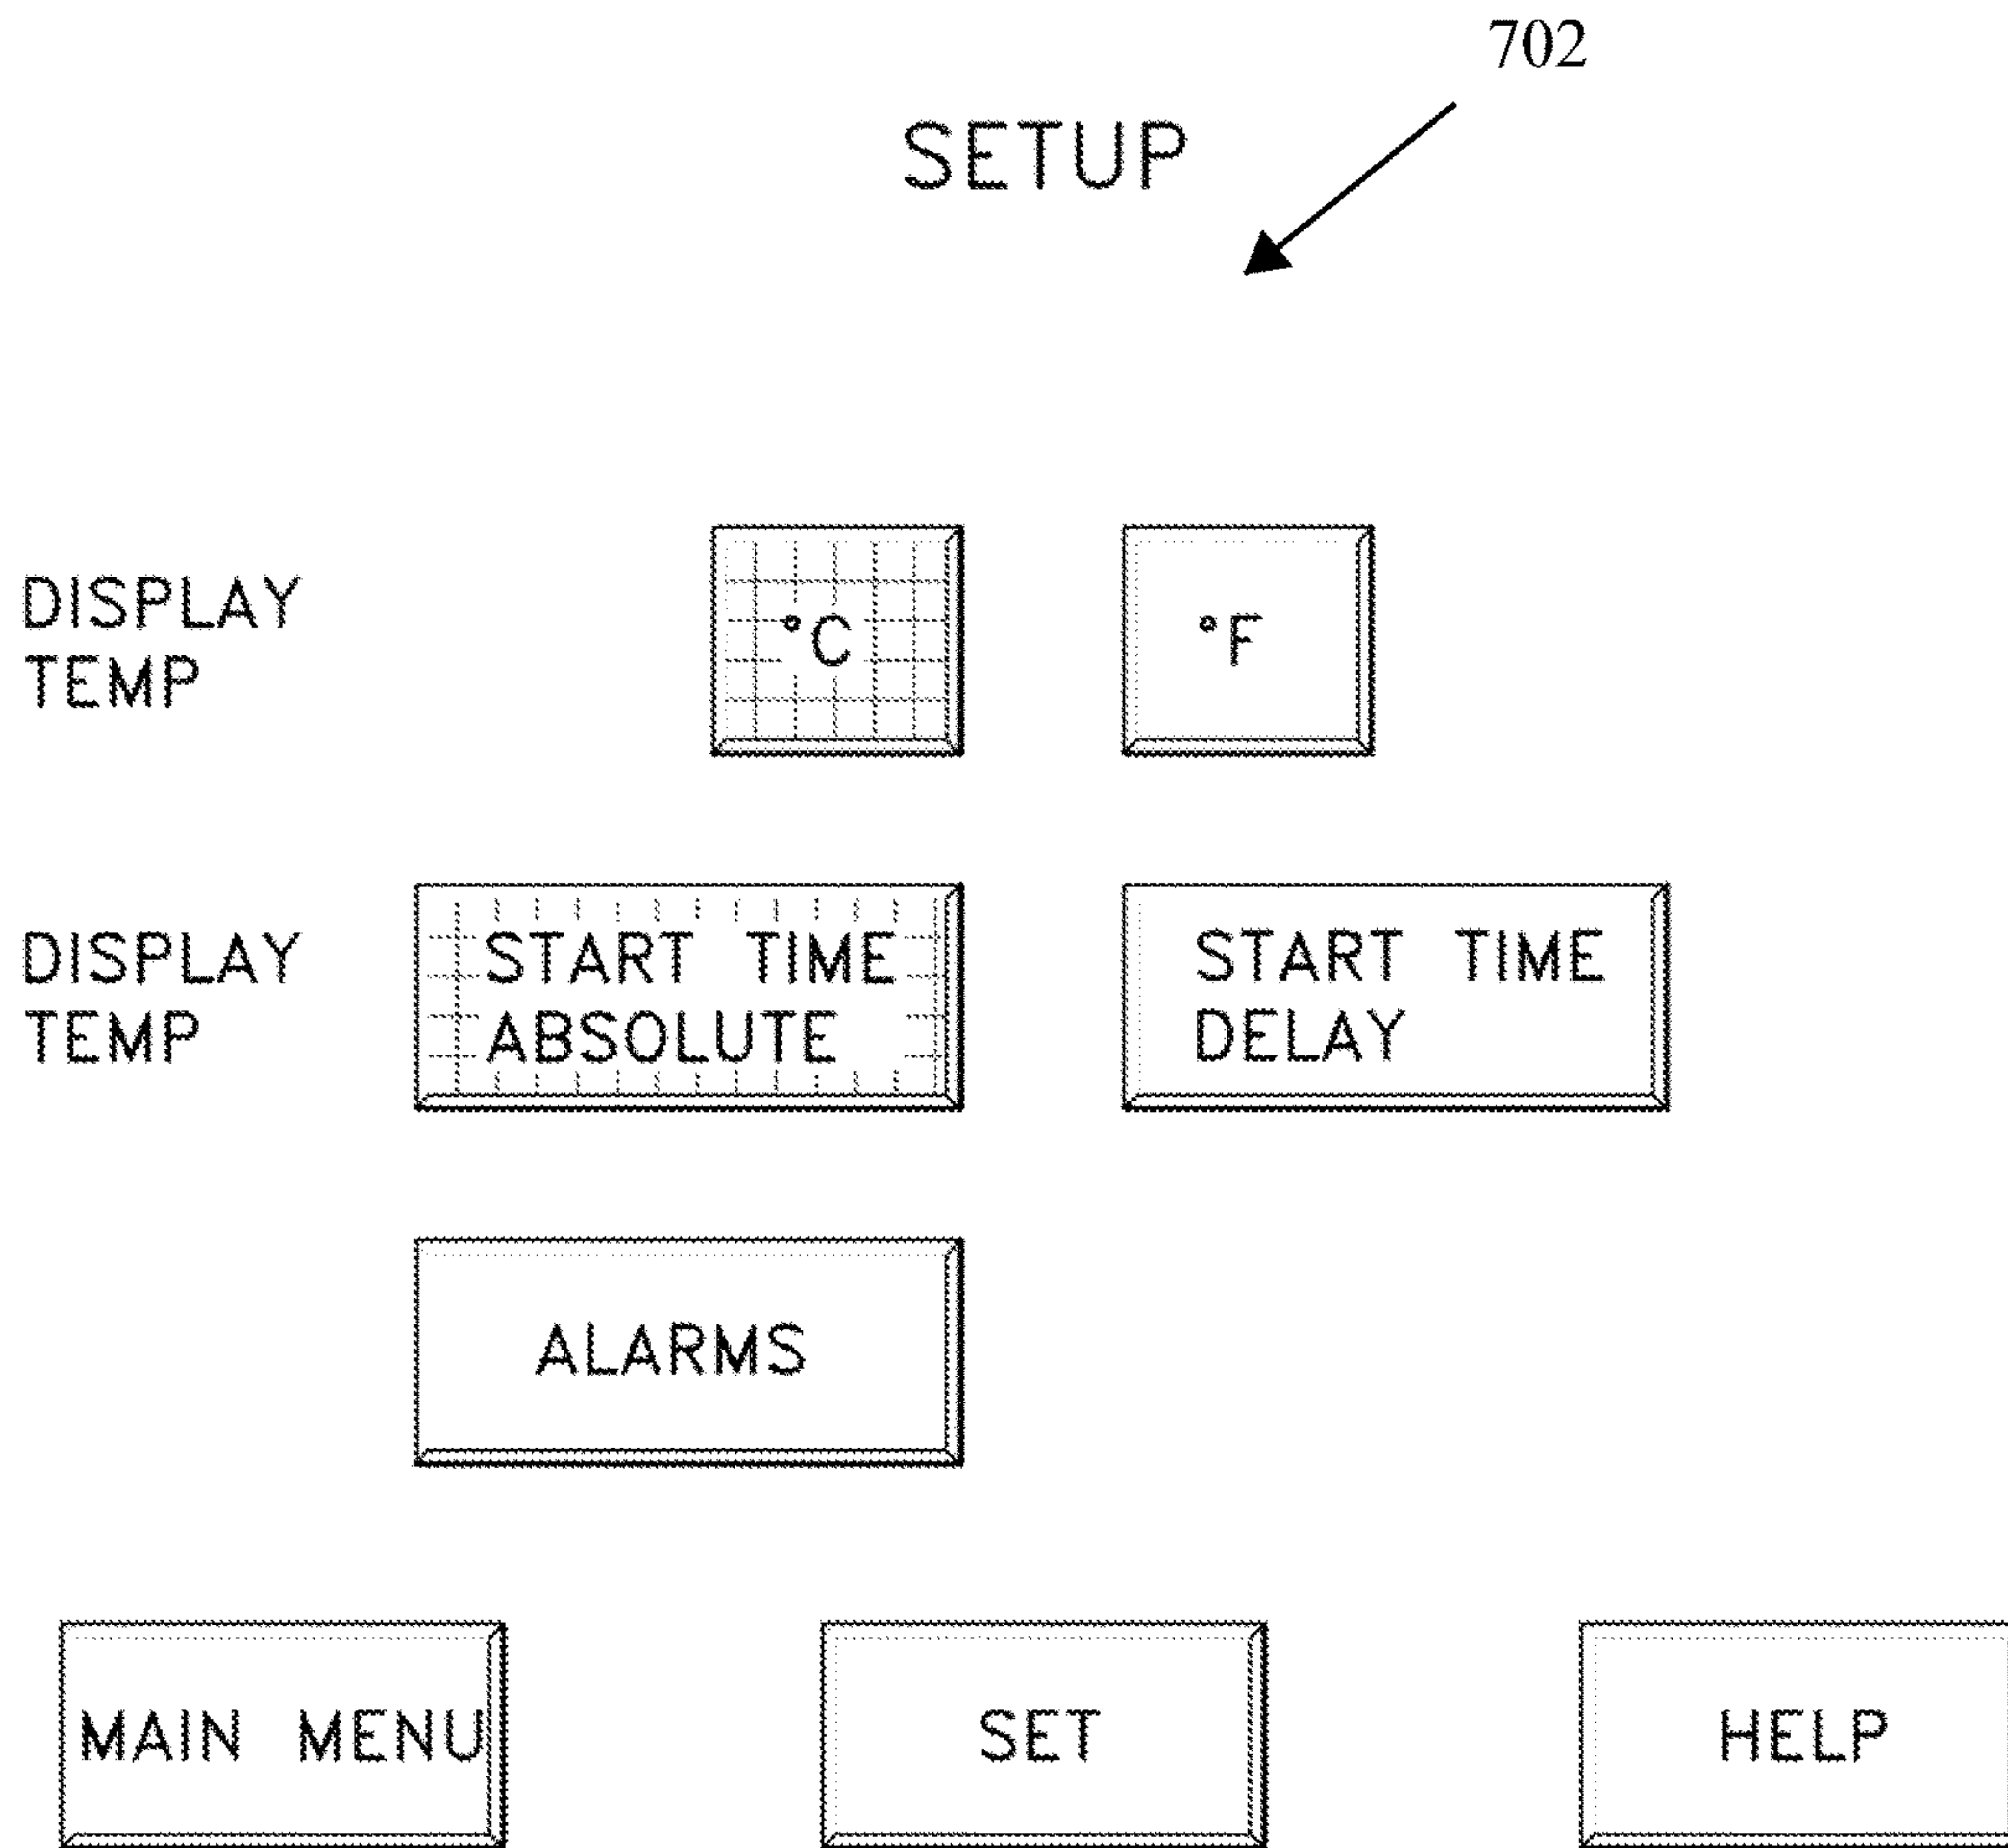 702
SETUP
DISPLAY
TEMP
°C
°F
DISPLAY
TEMP
START TIME
ABSOLUTE
START TIME
DELAY
ALARMS
MAIN MENU
SET
HELP